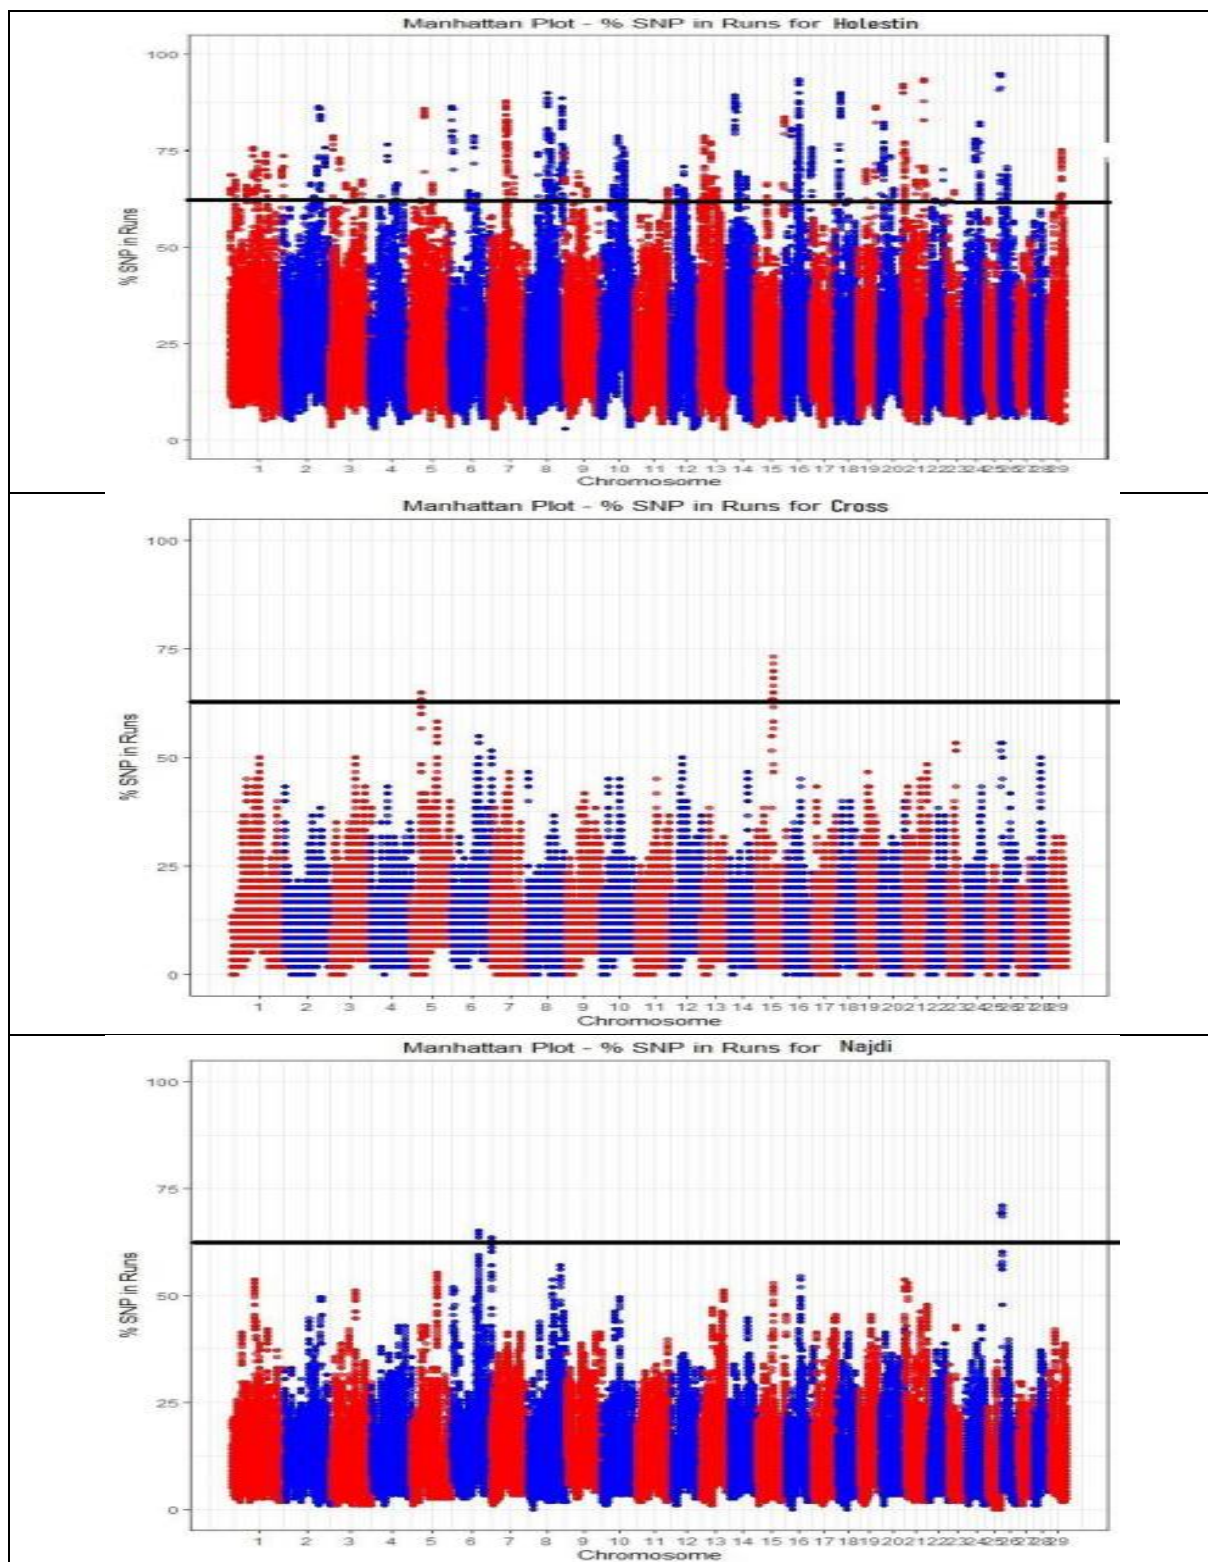 Manhattan Plot - % SNP in Runs for Holestin
100
75
50
25
0
% SNP in Runs
1 2 3 4 5 6 7 8 9 10 11 12 13 14 15 16 17 18 19 20 21 22 23 24 25 26 27 28 29
Chromosome
Manhattan Plot - % SNP in Runs for Cross
100
75
50
25
0
% SNP in Runs
1 2 3 4 5 6 7 8 9 10 11 12 13 14 15 16 17 18 19 20 21 22 23 24 25 26 27 28 29
Chromosome
Manhattan Plot - % SNP in Runs for Najdi
100
75
50
25
0
% SNP in Runs
1 2 3 4 5 6 7 8 9 10 11 12 13 14 15 16 17 18 19 20 21 22 23 24 25 26 27 28 29
Chromosome